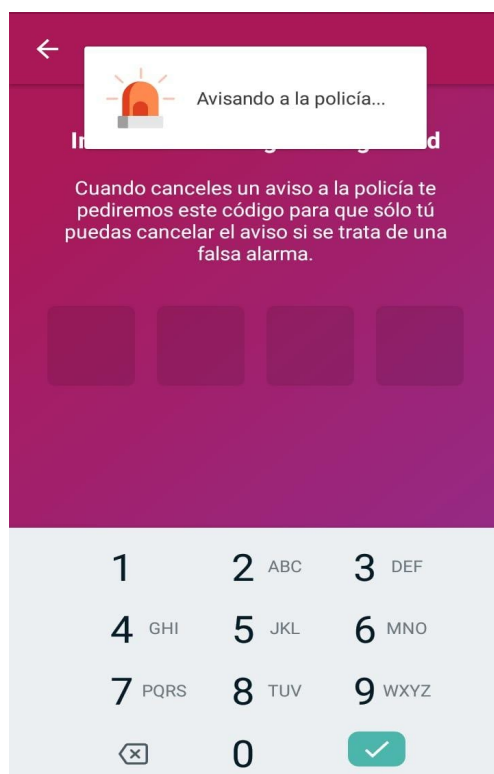 Avisando a la policía...
Cuando canceles un aviso a la policía te
pediremos este código para que sólo tú
puedas cancelar el aviso si se trata de una
falsa alarma.
1
2 ABC
3 DEF
4 GHI
5 JKL
6 MNO
7 PQRS
8 TUV
9 WXYZ
0